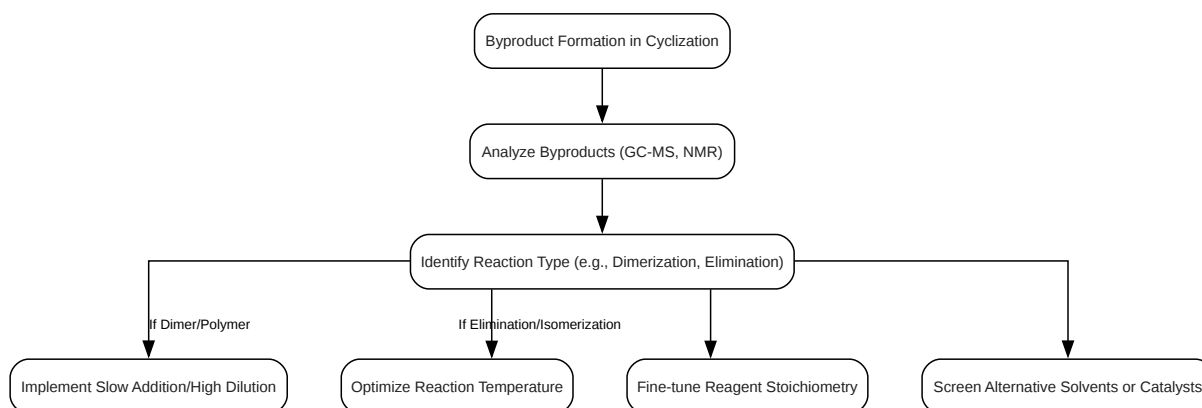 Byproduct Formation in Cyclization
Analyze Byproducts (GC-MS, NMR)
Identify Reaction Type (e.g., Dimerization, Elimination)
If Dimer/Polymer
If Elimination/Isomerization
Implement Slow Addition/High Dilution
Optimize Reaction Temperature
Fine-tune Reagent Stoichiometry
Screen Alternative Solvents or Catalysts